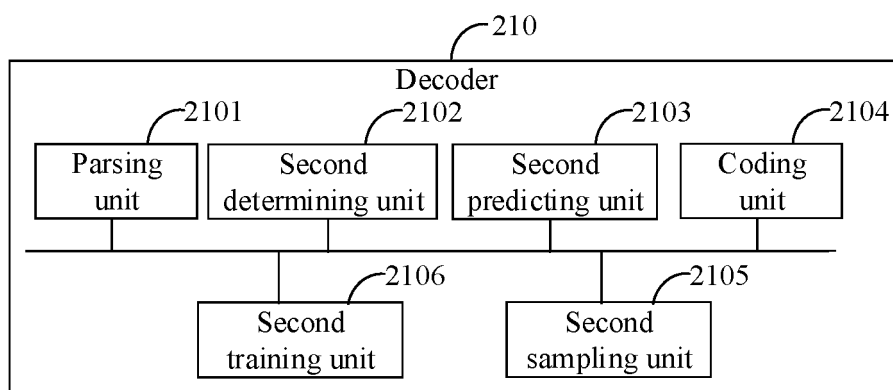 210
Decoder
2101
2102
2103
2104
Parsing
unit
Second
determining unit
Second
predicting unit
Coding
unit
2106
2105
Second
training unit
Second
sampling unit